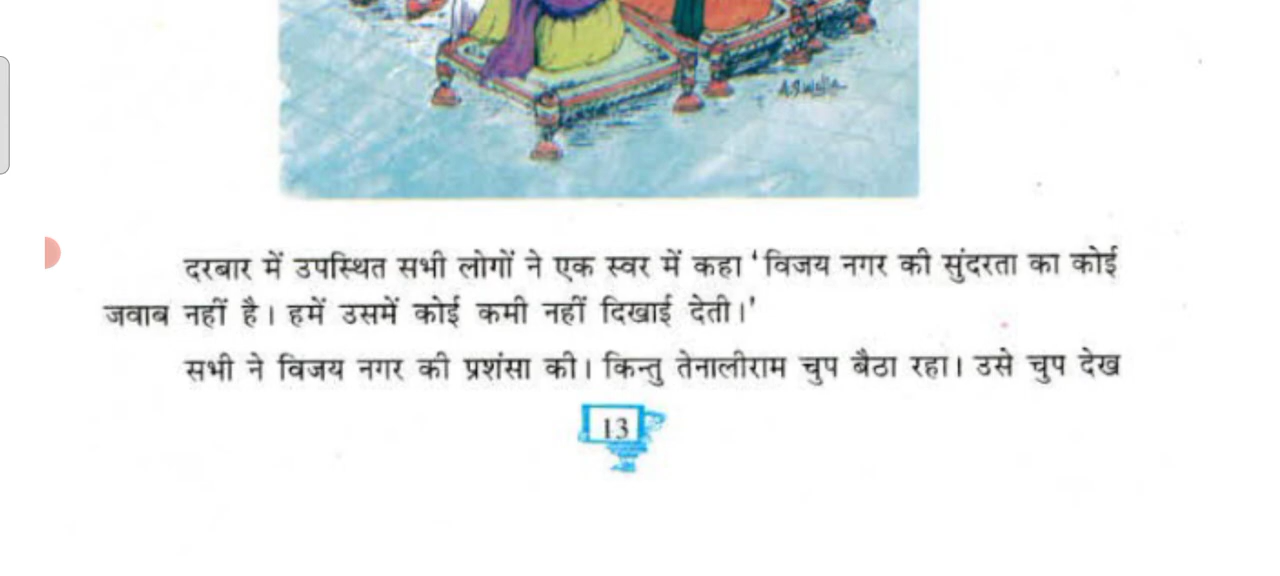 दरबार में उपस्थित सभी लोगों ने एक स्वर में कहा 'विजय नगर की सुंदरता का कोई
जवाब नहीं है। हमें उसमें कोई कमी नहीं दिखाई देती।'
सभी ने विजय नगर की प्रशंसा की। किन्तु तेनालीराम चुप बैठा रहा। उसे चुप देख
13